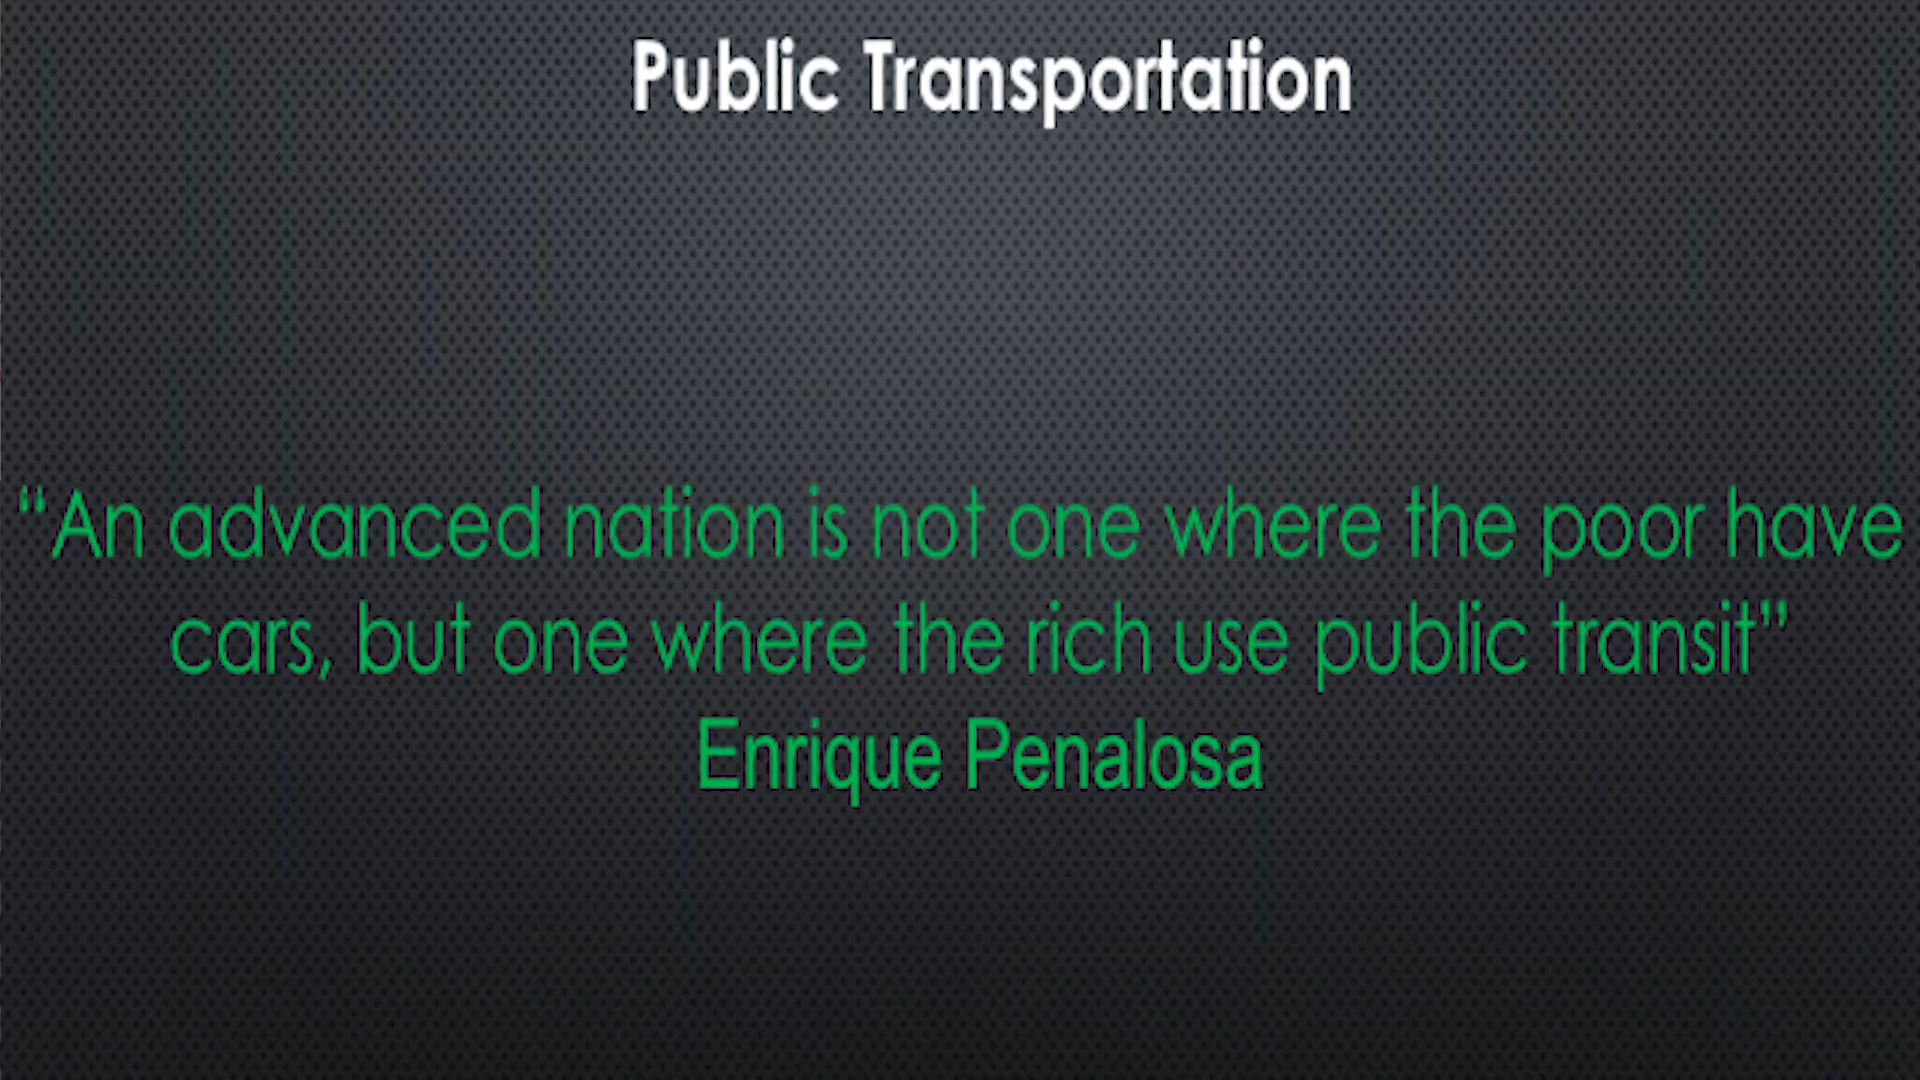 Public Transportation
“An advanced nation is not one where the poor have
cars, but one where the rich use public transit”
Enrique Penalosa